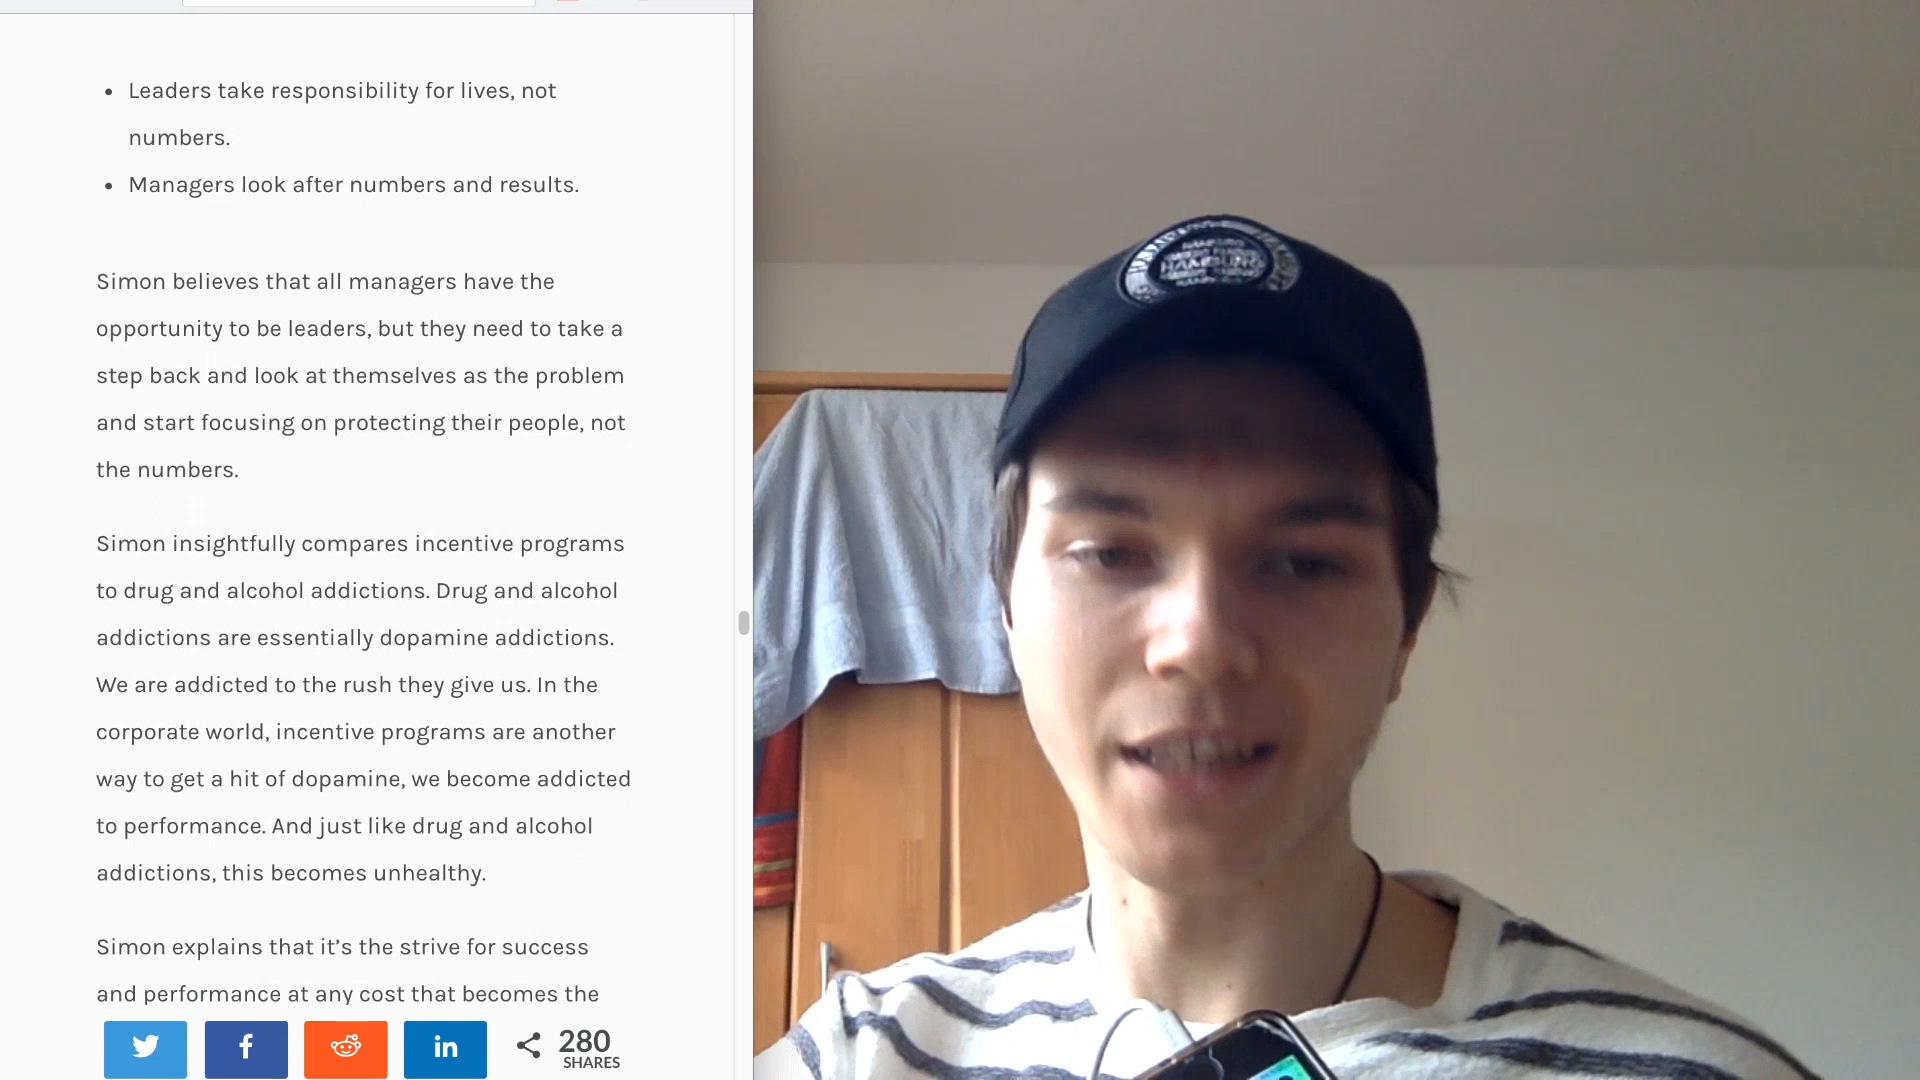 Leaders take responsibility for lives, not
numbers.
Managers look after numbers and results.
Simon believes that all managers have the
opportunity to be leaders, but they need to take a
step back and look at themselves as the problem
and start focusing on protecting their people, not
the numbers.
Simon insightfully compares incentive programs
to drug and alcohol addictions. Drug and alcohol
addictions are essentially dopamine addictions.
We are addicted to the rush they give us. In the
corporate world, incentive programs are another
way to get a hit of dopamine, we become addicted
to performance. And just like drug and alcohol
addictions, this becomes unhealthy.
Simon explains that it's the strive for success
and performance at any cost that becomes the
280
SHARES
HAMBURG